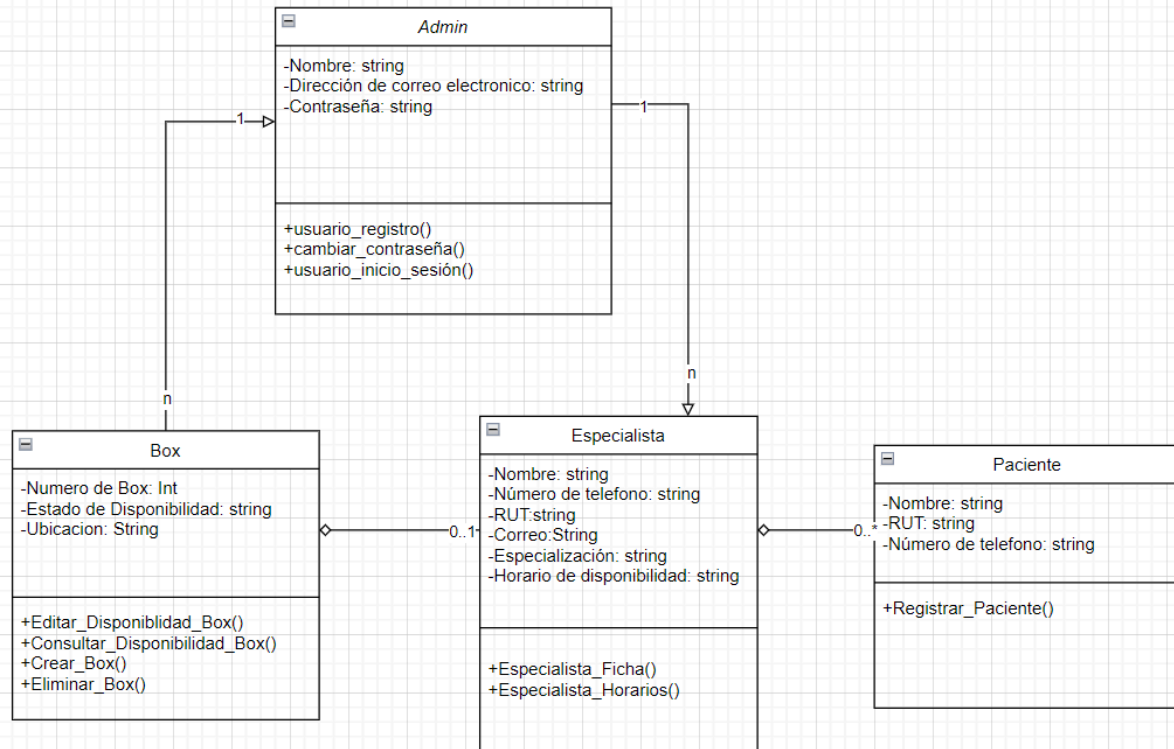 Admin
-Nombre: string
-Dirección de correo electronico: string
-Contraseña: string
+usuario_registro()
+cambiar_contraseña()
+usuario_inicio_sesión()
1
1
n
n
Box
-Numero de Box: Int
-Estado de Disponibilidad: string
-Ubicacion: String
+Editar_Disponiblidad_Box()
+Consultar_Disponibilidad_Box()
+Crear_Box()
+Eliminar_Box()
0..1
Especialista
-Nombre: string
-Número de telefono: string
-RUT:string
-Correo:String
-Especialización: string
-Horario de disponibilidad: string
+Especialista_Ficha()
+Especialista_Horarios()
0..*
Paciente
-Nombre: string
-RUT: string
-Número de telefono: string
+Registrar_Paciente()